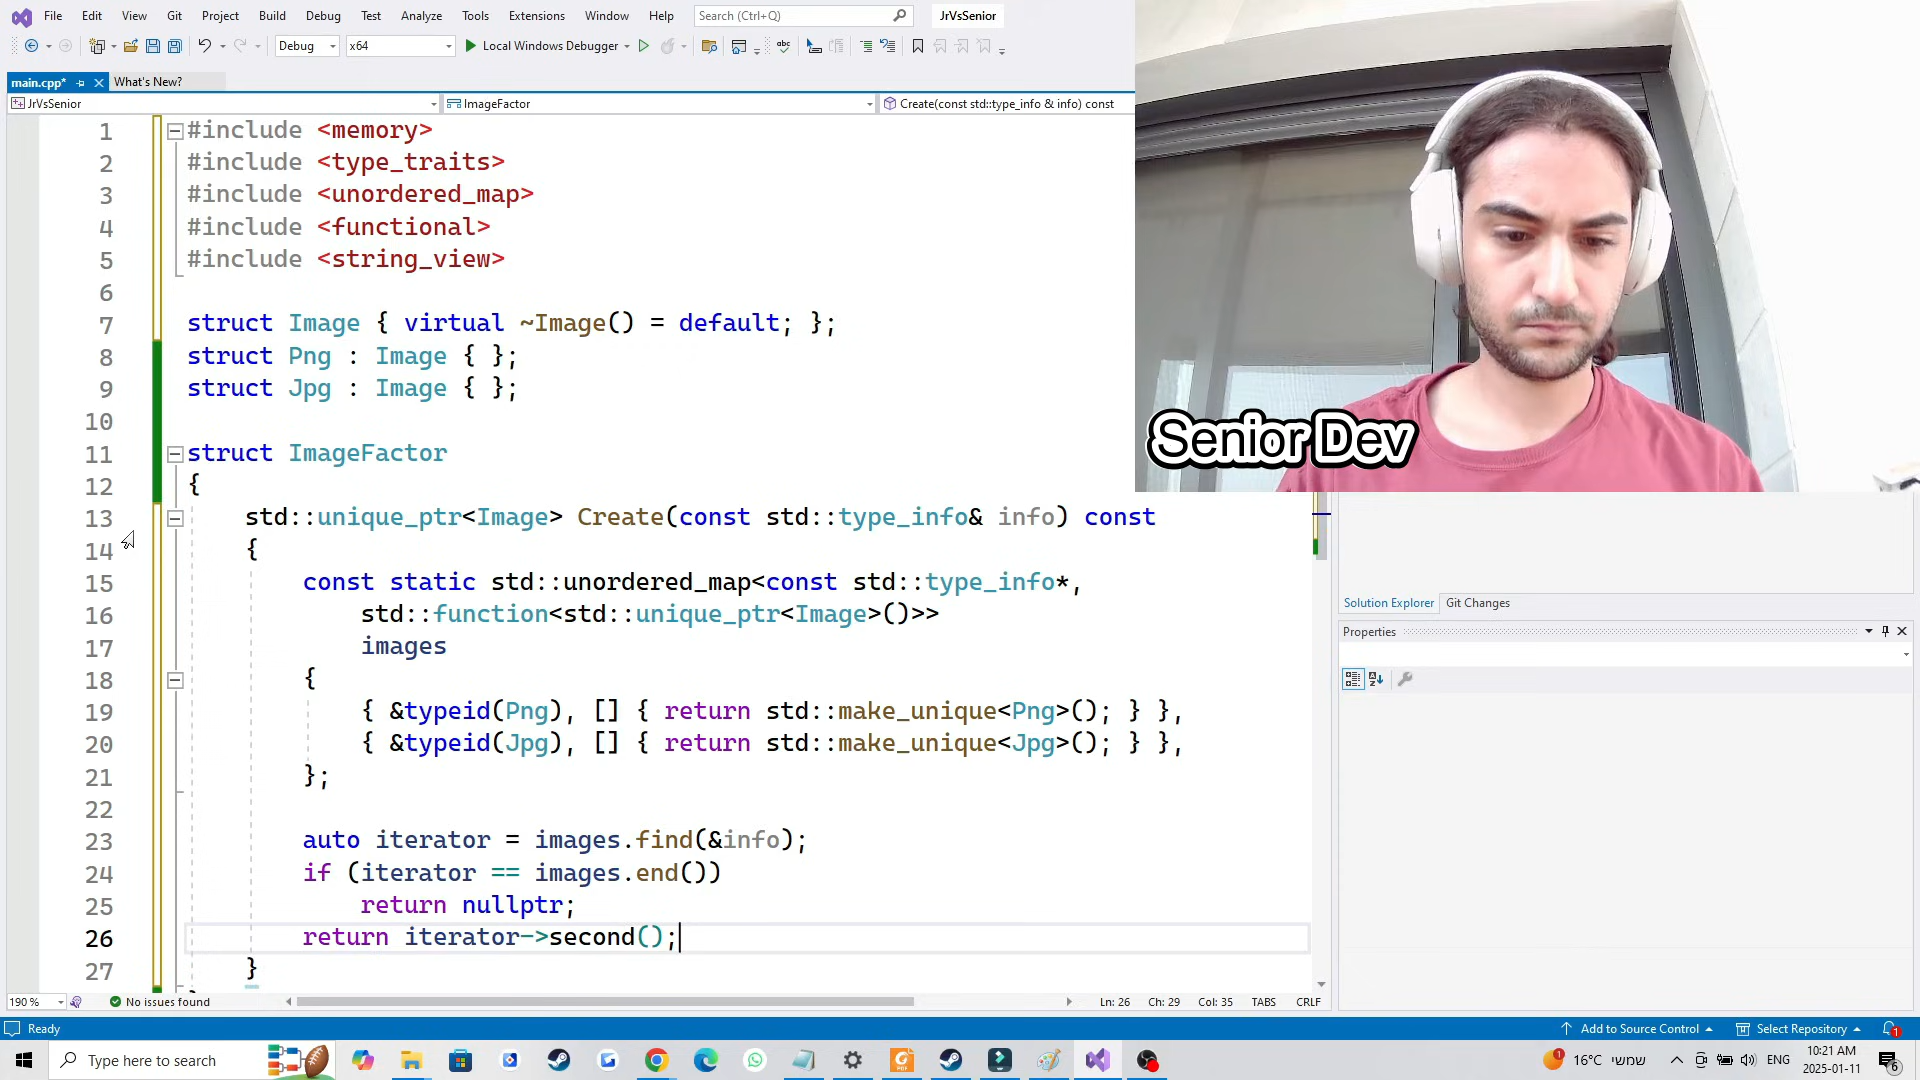 File Edit View Git Project Build Debug Test Analyze Tools Extensions Window Help Search (Ctrl+Q) JrVsSenior
Debug x64 Local Windows Debugger
main.cpp* What's New?
JrVsSenior ImageFactor Create(const std::type_info & info) const
1 #include <memory>
2 #include <type_traits>
3 #include <unordered_map>
4 #include <functional>
5 #include <string_view>
6
7 struct Image { virtual ~Image() = default; };
8 struct Png : Image { };
9 struct Jpg : Image { };
10
11 struct ImageFactor
12 {
13 std::unique_ptr<Image> Create(const std::type_info& info) const
14 {
15 const static std::unordered_map<const std::type_info*,
16 std::function<std::unique_ptr<Image>()>>
17 images
18 {
19 { &typeid(Png), [] { return std::make_unique<Png>(); } },
20 { &typeid(Jpg), [] { return std::make_unique<Jpg>(); } },
21 };
22
23 auto iterator = images.find(&info);
24 if (iterator == images.end())
25 return nullptr;
26 return iterator->second();
27 }
Senior Dev
Solution Explorer Git Changes
Properties
190 % No issues found Ln: 26 Ch: 29 Col: 35 TABS CRLF
Ready Add to Source Control Select Repository 1
Type here to search 1 16°C שמשי ENG 10:21 AM 2025-01-11 6